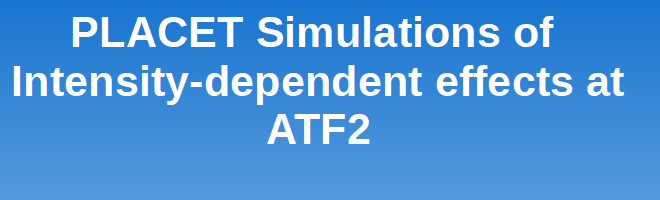 PLACET Simulations of
Intensity-dependent effects at
ATF2